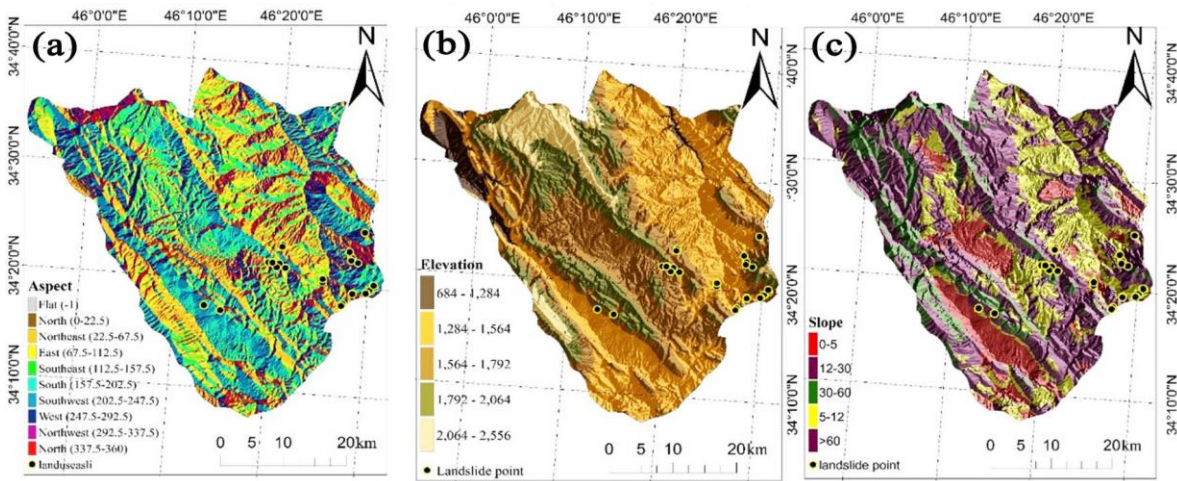 46°00'0"E 46°10'0"E 46°20'0"E
34°40'0"N
34°30'0"N
34°20'0"N
34°10'0"N
(a)
N
Aspect
Flat (-1)
North (0-22.5)
Northeast (22.5-67.5)
East (67.5-112.5)
Southeast (112.5-157.5)
South (157.5-202.5)
Southwest (202.5-247.5)
West (247.5-292.5)
Northwest (292.5-337.5)
North (337.5-360)
0 5 10 20km
46°00'0"E 46°10'0"E 46°20'0"E
(b)
N
Elevation
684 - 1,284
1,284 - 1,564
1,564 - 1,792
1,792 - 2,064
2,064 - 2,556
Landslide point
0 5 10 20km
34°20'0"N
34°10'0"N
46°00'0"E 46°10'0"E 46°20'0"E
(c)
N
Slope
0-5
12-30
30-60
5-12
>60
landslide point
0 5 10 20km
34°40'0"N
34°30'0"N
34°20'0"N
34°10'0"N